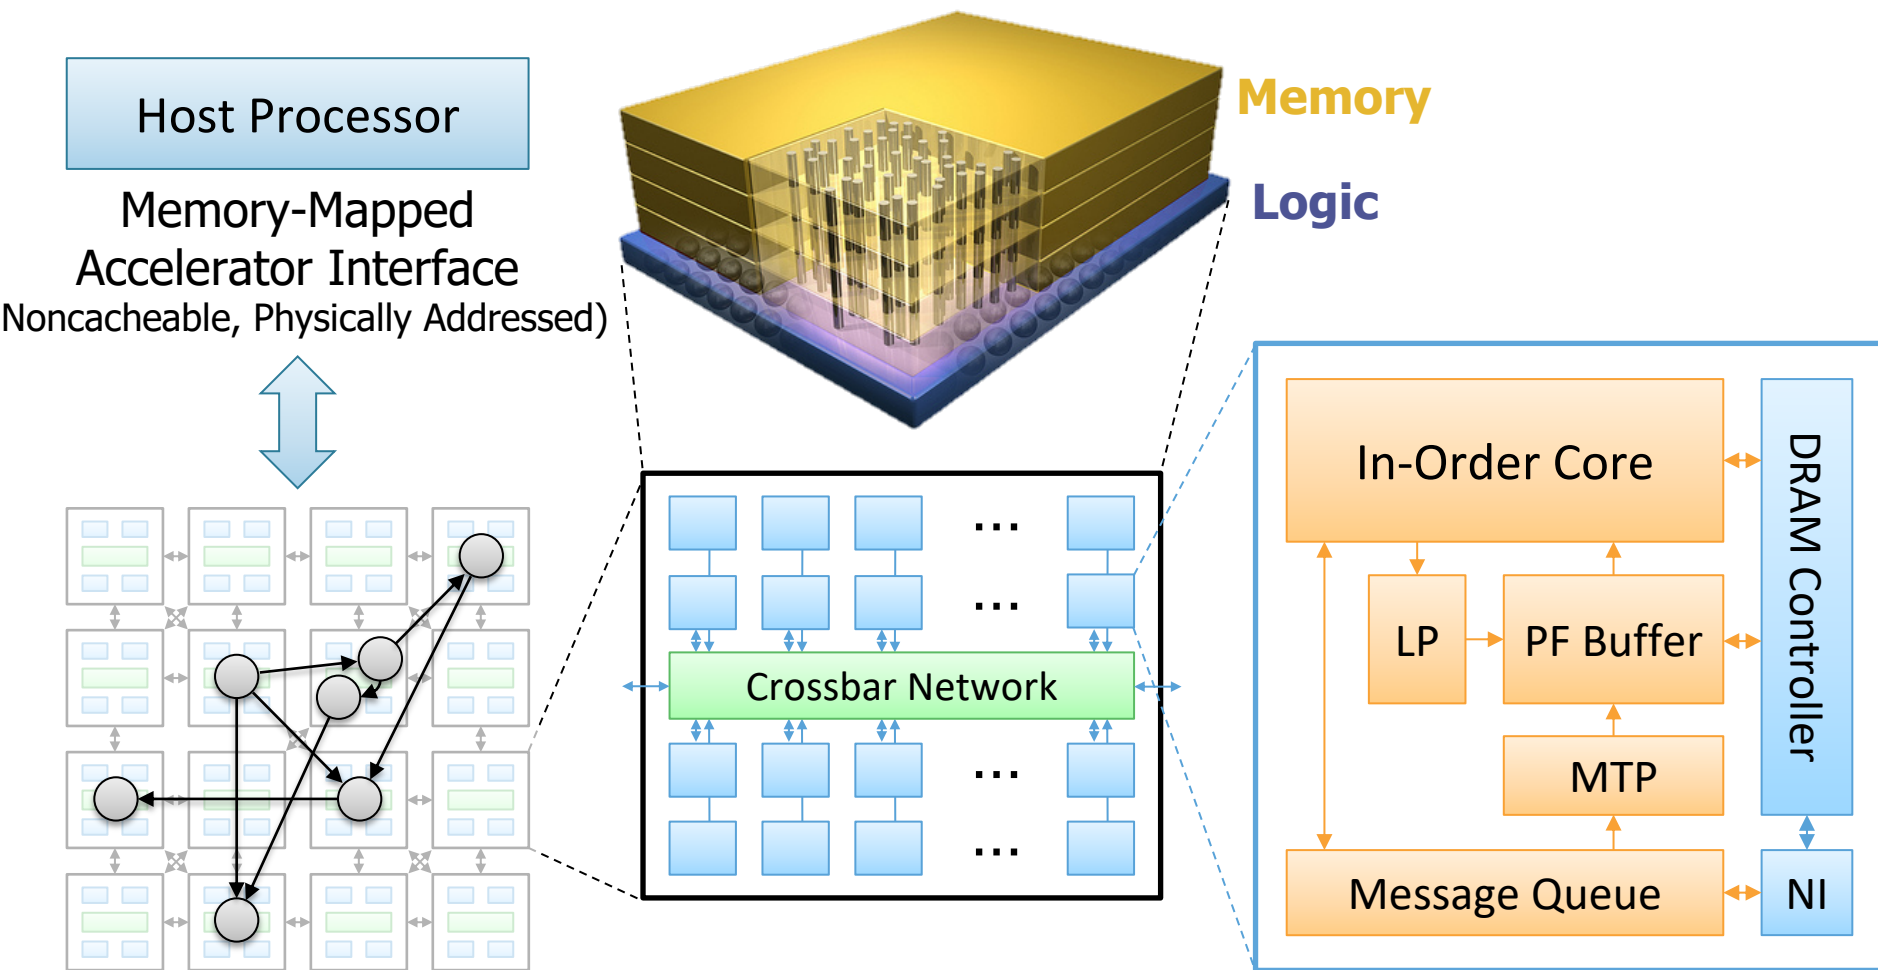 Host Processor
Memory-Mapped
Accelerator Interface
Noncacheable, Physically Addressed)
Memory
Logic
...
...
Crossbar Network
...
...
In-Order Core
LP
PF Buffer
MTP
Message Queue
DRAM Controller
NI